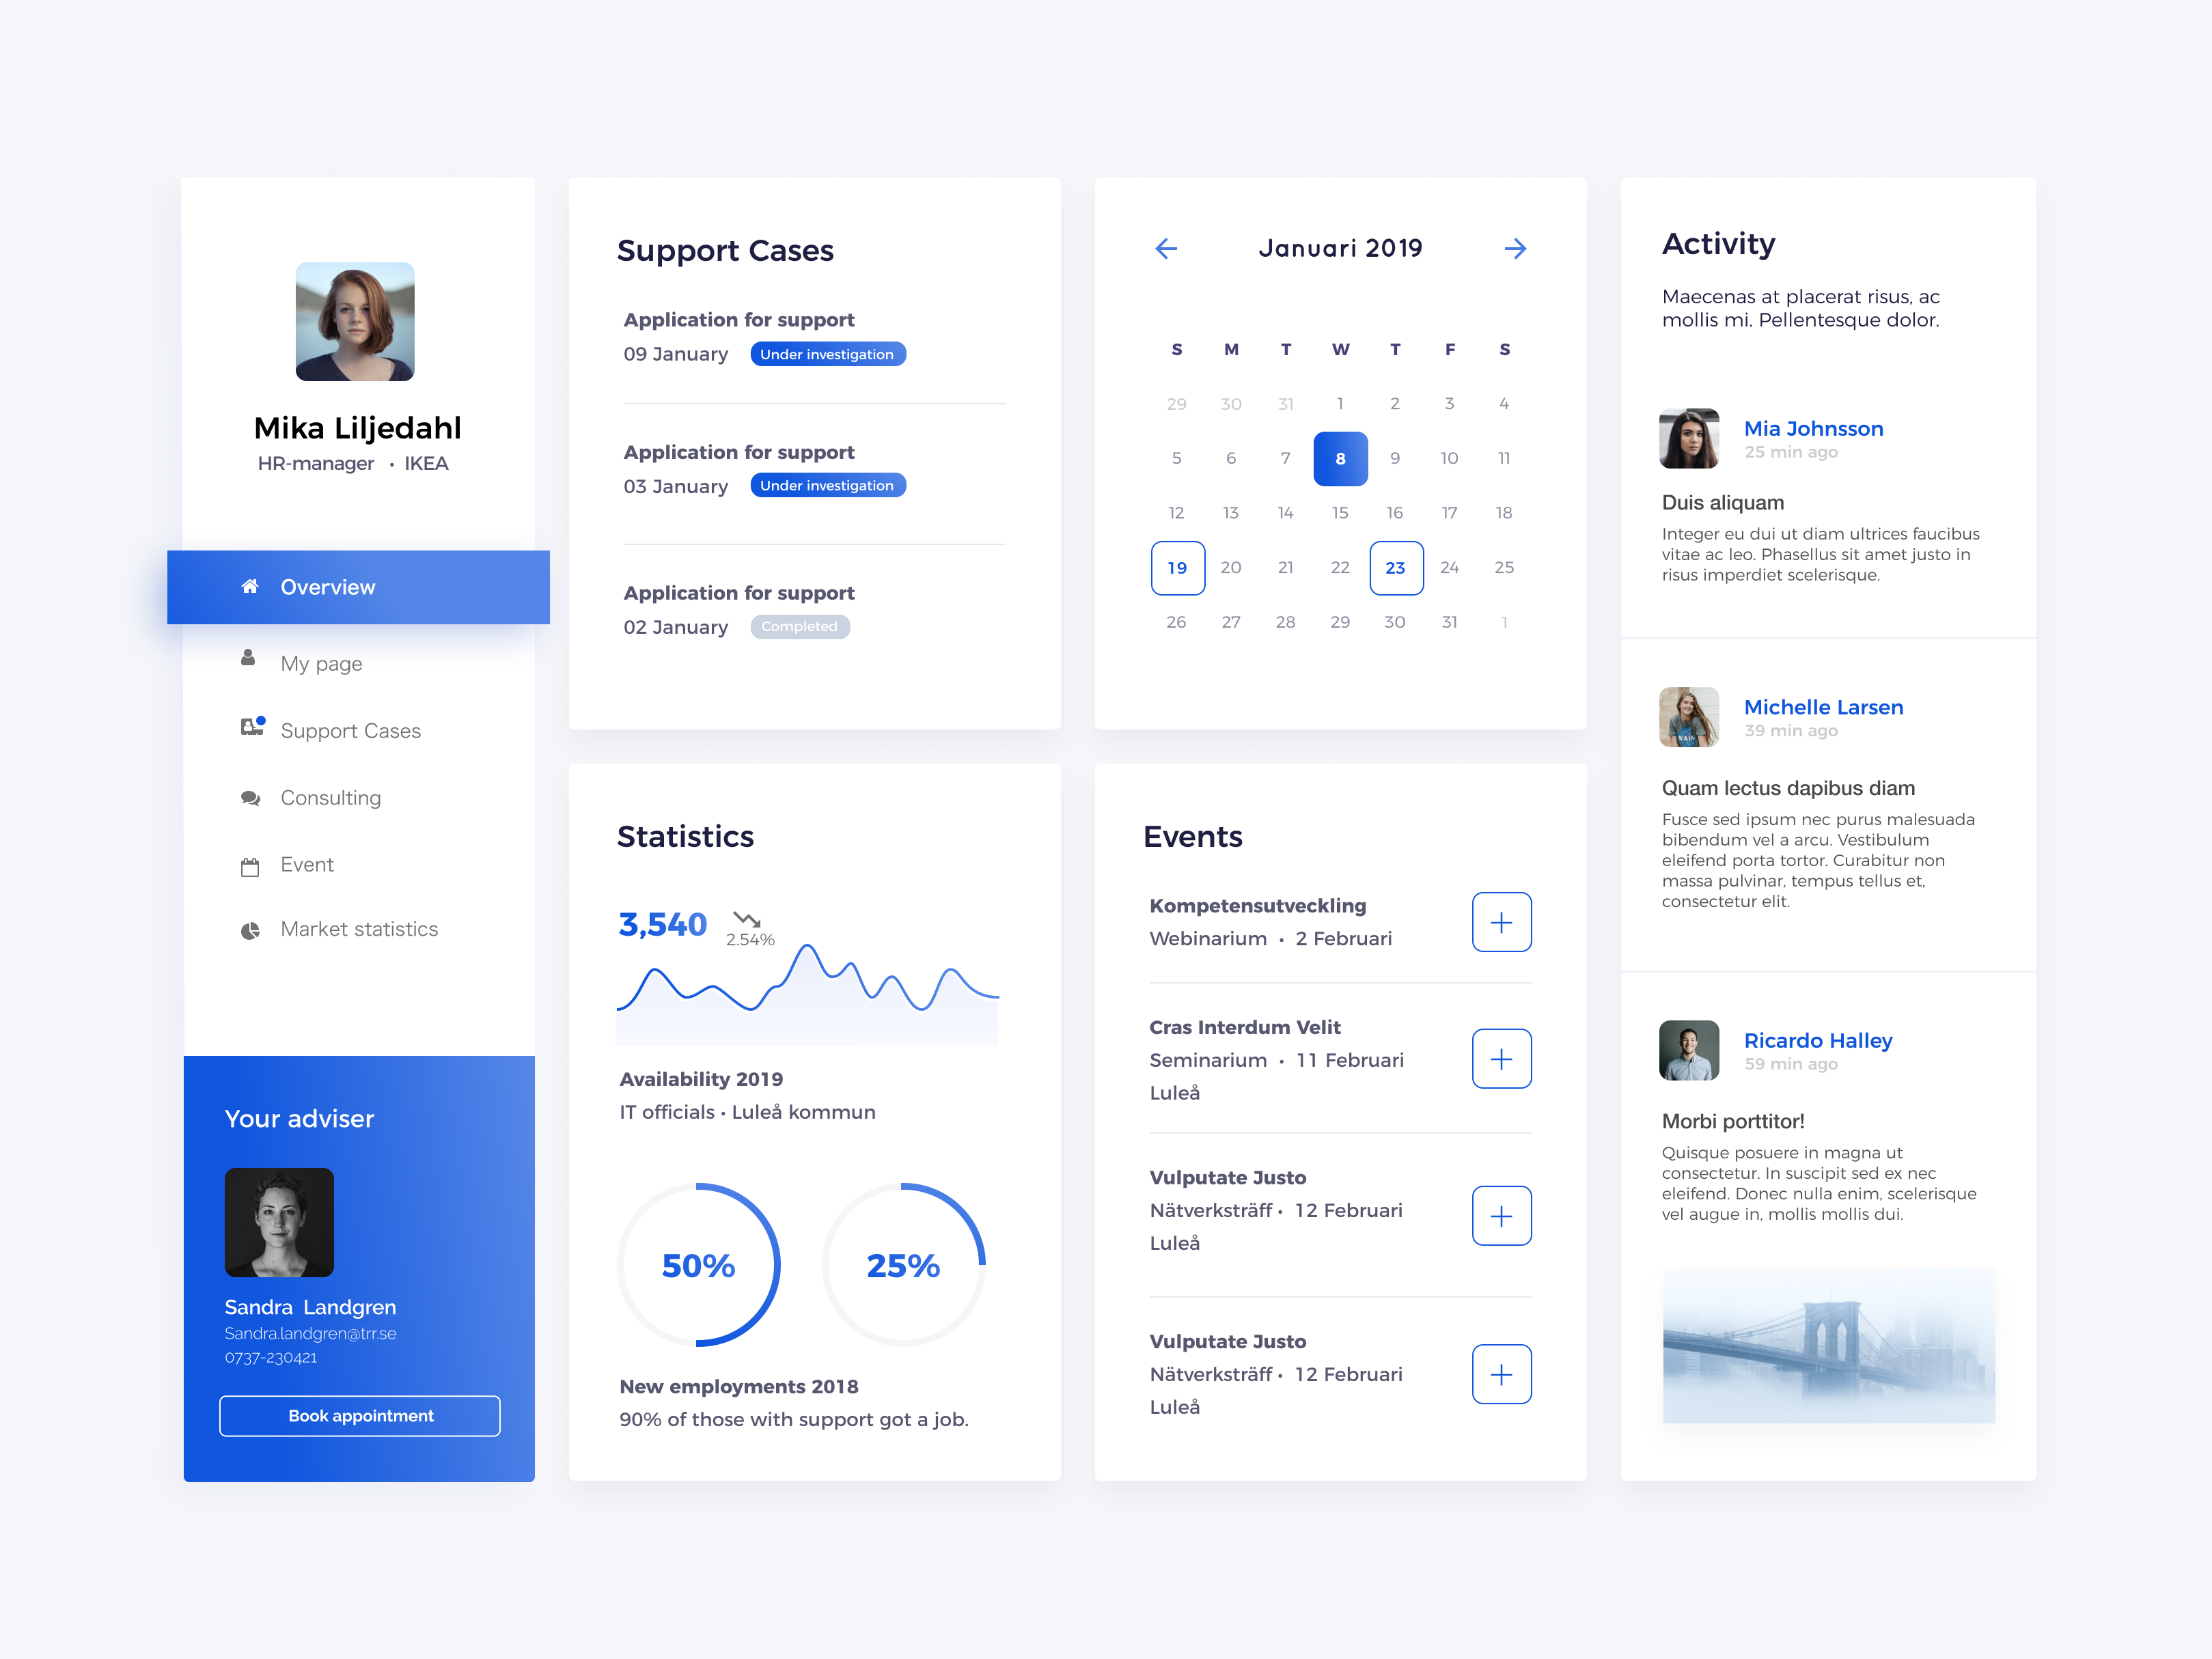 Mika Liljedahl
HR-manager • IKEA
Overview
My page
Support Cases
Consulting
Event
Market statistics
Your adviser
Sandra Landgren
Sandra.landgren@trr.se
0737-230421
Book appointment
Support Cases
Application for support
09 January Under investigation
Application for support
03 January Under investigation
Application for support
02 January Completed
Statistics
3,540
2.54%
Availability 2019
IT officials • Luleå kommun
50% 25%
New employments 2018
90% of those with support got a job.
Januari 2019
S M T W T F S
29 30 31 1 2 3 4
5 6 7 8 9 10 11
12 13 14 15 16 17 18
19 20 21 22 23 24 25
26 27 28 29 30 31 1
Events
Kompetensutveckling
Webinarium • 2 Februari
Cras Interdum Velit
Seminarium • 11 Februari
Luleå
Vulputate Justo
Nätverksträff • 12 Februari
Luleå
Vulputate Justo
Nätverksträff • 12 Februari
Luleå
Activity
Maecenas at placerat risus, ac
mollis mi. Pellentesque dolor.
Mia Johnsson
25 min ago
Duis aliquam
Integer eu dui ut diam ultrices faucibus
vitae ac leo. Phasellus sit amet justo in
risus imperdiet scelerisque.
Michelle Larsen
39 min ago
Quam lectus dapibus diam
Fusce sed ipsum nec purus malesuada
bibendum vel a arcu. Vestibulum
eleifend porta tortor. Curabitur non
massa pulvinar, tempus tellus et,
consectetur elit.
Ricardo Halley
59 min ago
Morbi porttitor!
Quisque posuere in magna ut
consectetur. In suscipit sed ex nec
eleifend. Donec nulla enim, scelerisque
vel augue in, mollis mollis dui.